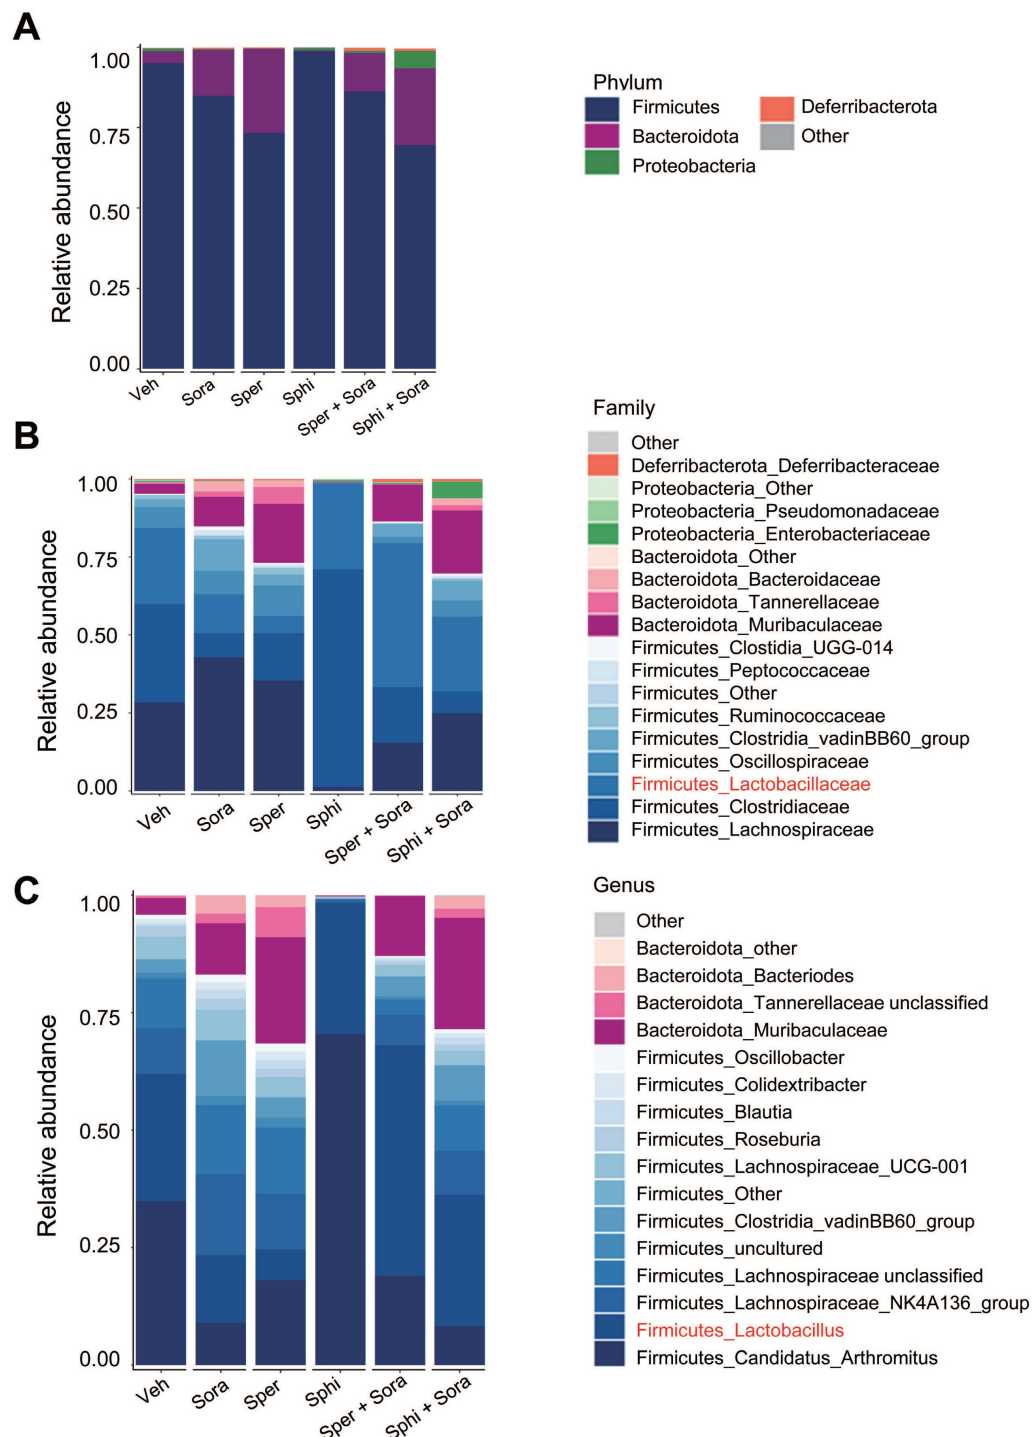 A
Relative abundance
1.00
0.75
0.50
0.25
0.00
Veh
Sora
Sper
Sphi
Sper + Sora
Sphi + Sora
Phylum
Firmicutes
Bacteroidota
Proteobacteria
Deferribacterota
Other
B
Relative abundance
1.00
0.75
0.50
0.25
0.00
Veh
Sora
Sper
Sphi
Sper + Sora
Sphi + Sora
Family
Other
Deferribacterota_Deferribacteraceae
Proteobacteria_Other
Proteobacteria_Pseudomonadaceae
Proteobacteria_Enterobacteriaceae
Bacteroidota_Other
Bacteroidota_Bacteroidaceae
Bacteroidota_Tannerellaceae
Bacteroidota_Muribaculaceae
Firmicutes_Clostidia_UGG-014
Firmicutes_Peptococcaceae
Firmicutes_Other
Firmicutes_Ruminococcaceae
Firmicutes_Clostridia_vadinBB60_group
Firmicutes_Oscillospiraceae
Firmicutes_Lactobacillaceae
Firmicutes_Clostridiaceae
Firmicutes_Lachnospiraceae
C
Relative abundance
1.00
0.75
0.50
0.25
0.00
Veh
Sora
Sper
Sphi
Sper + Sora
Sphi + Sora
Genus
Other
Bacteroidota_other
Bacteroidota_Bacteriodes
Bacteroidota_Tannerellaceae unclassified
Bacteroidota_Muribaculaceae
Firmicutes_Oscillobacter
Firmicutes_Colidextribacter
Firmicutes_Blautia
Firmicutes_Roseburia
Firmicutes_Lachnospiraceae_UCG-001
Firmicutes_Other
Firmicutes_Clostridia_vadinBB60_group
Firmicutes_uncultured
Firmicutes_Lachnospiraceae unclassified
Firmicutes_Lachnospiraceae_NK4A136_group
Firmicutes_Lactobacillus
Firmicutes_Candidatus_Arthromitus